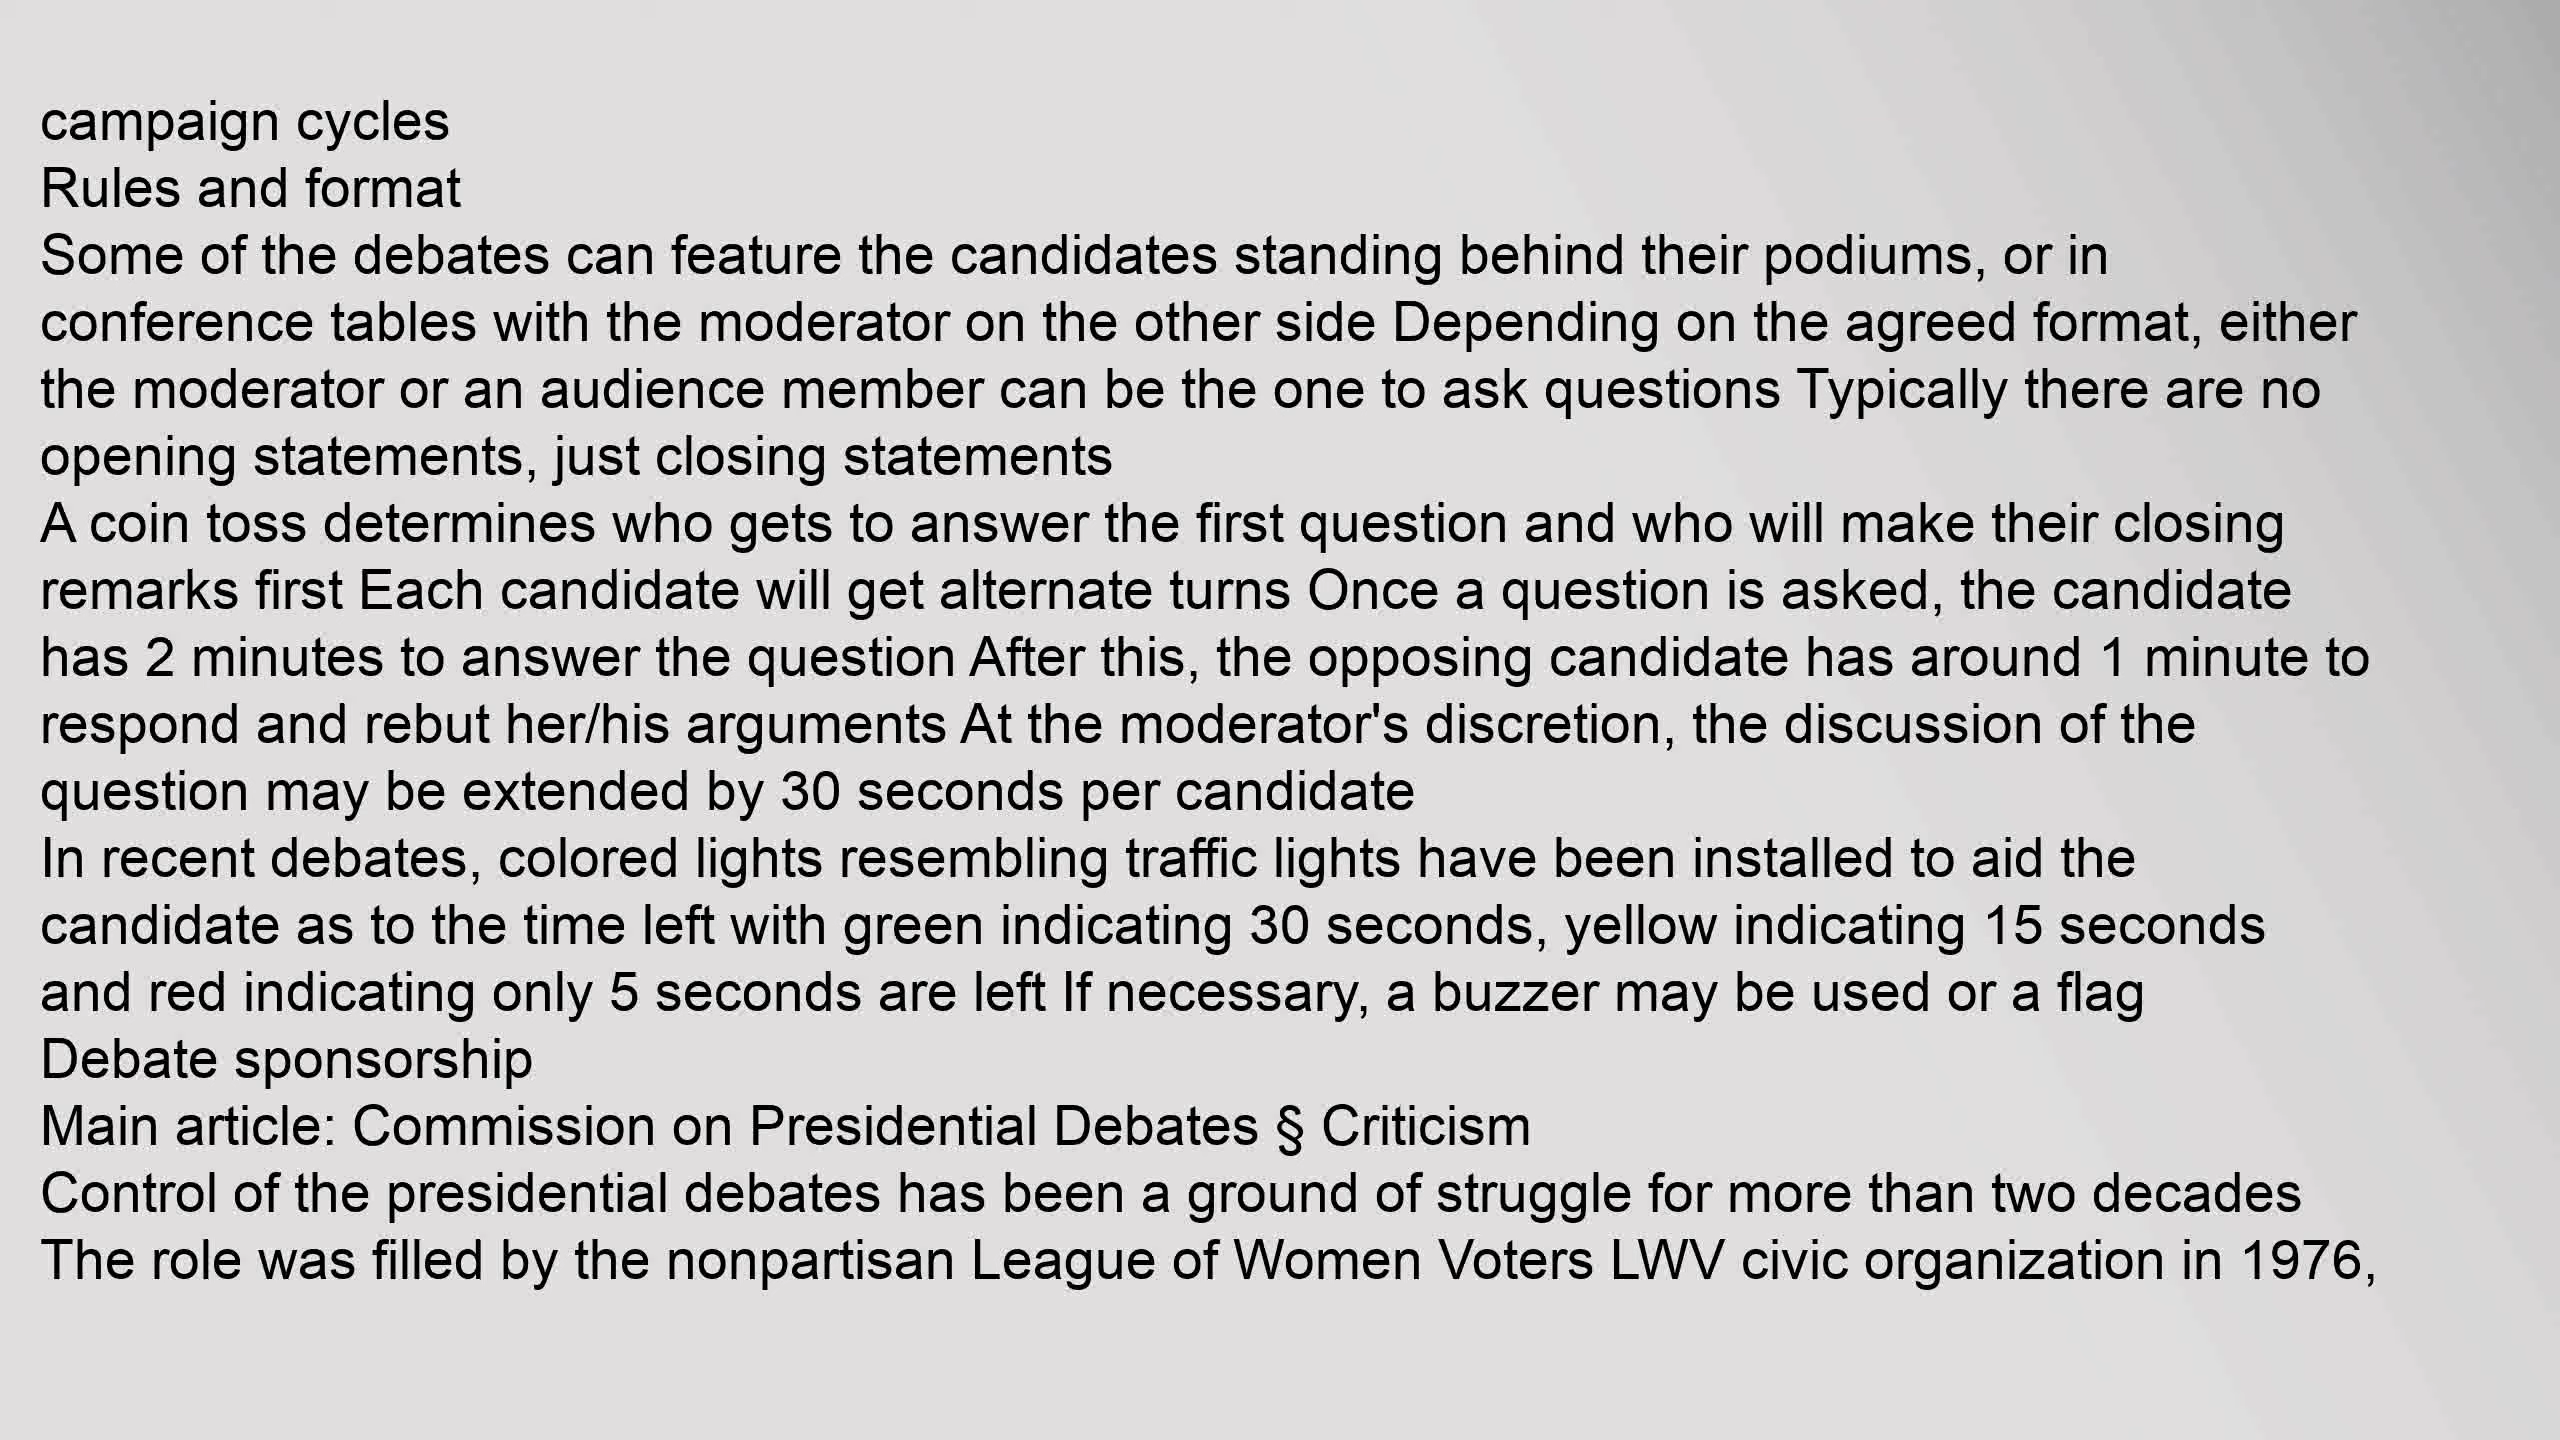 campaign cycles
Rules and format
Some of the debates can feature the candidates standing behind their podiums, or in
conference tables with the moderator on the other side Depending on the agreed format, either
the moderator or an audience member can be the one to ask questions Typically there are no
opening statements, just closing statements
A coin toss determines who gets to answer the first question and who will make their closing
remarks first Each candidate will get alternate turns Once a question is asked, the candidate
has 2 minutes to answer the question After this, the opposing candidate has around 1 minute to
respond and rebut her/his arguments At the moderator's discretion, the discussion of the
question may be extended by 30 seconds per candidate
In recent debates, colored lights resembling traffic lights have been installed to aid the
candidate as to the time left with green indicating 30 seconds, yellow indicating 15 seconds
and red indicating only 5 seconds are left If necessary, a buzzer may be used or a flag
Debate sponsorship
Main article: Commission on Presidential Debates § Criticism
Control of the presidential debates has been a ground of struggle for more than two decades
The role was filled by the nonpartisan League of Women Voters LWV civic organization in 1976,